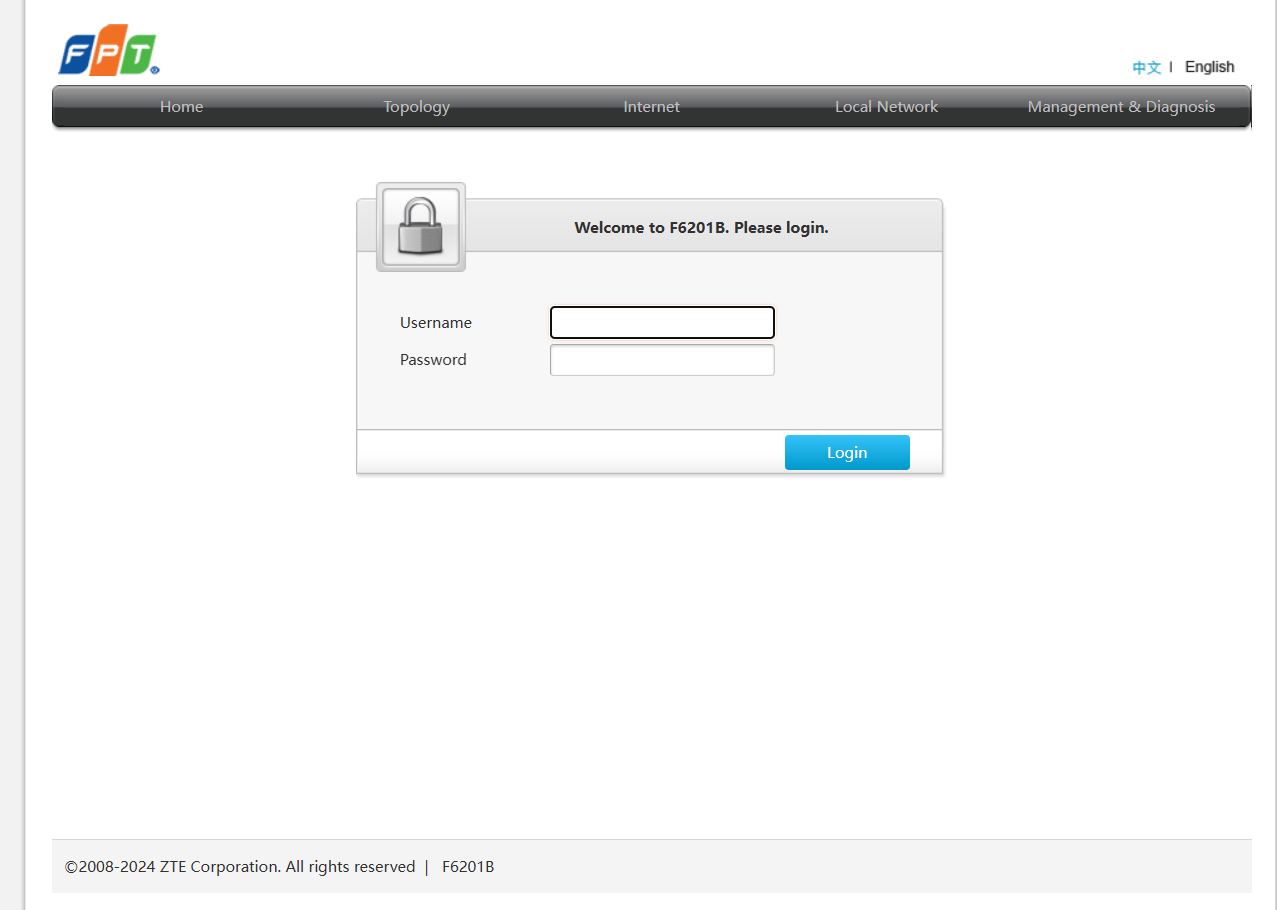 FPT
中文 | English
Home Topology Internet Local Network Management & Diagnosis
Welcome to F6201B. Please login.
Username
Password
Login
©2008-2024 ZTE Corporation. All rights reserved | F6201B